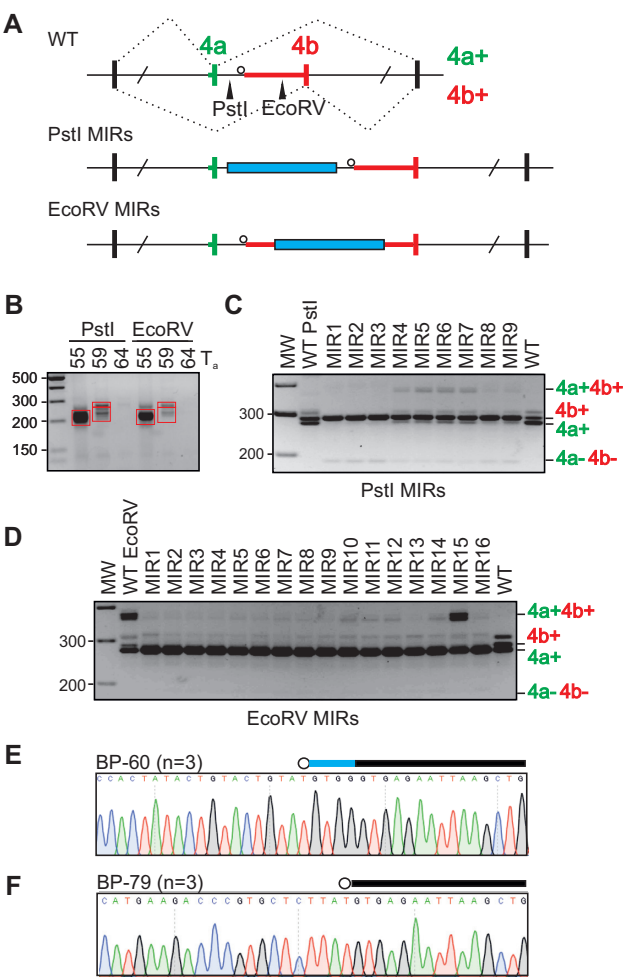 A
WT
4a
4b
4a+
4b+
PstI
EcoRV
PstI MIRs
EcoRV MIRs
B
PstI EcoRV
55 59 64 55 59 64 Ta
500
300
200
150
C
MW WT PstI MIR1 MIR2 MIR3 MIR4 MIR5 MIR6 MIR7 MIR8 MIR9 WT
300
200
4a+4b+
4b+
4a+
4a-4b-
PstI MIRs
D
MW WT EcoRV MIR1 MIR2 MIR3 MIR4 MIR5 MIR6 MIR7 MIR8 MIR9 MIR10 MIR11 MIR12 MIR13 MIR14 MIR15 MIR16 WT
300
200
4a+4b+
4b+
4a+
4a-4b-
EcoRV MIRs
E
BP-60 (n=3)
CCACTATACTGTACTGTATGTGGGTGAGAATTAAGCTG
F
BP-79 (n=3)
CATGAAGACCCGTGCTCTTATGTGAGAATTAAGCTG